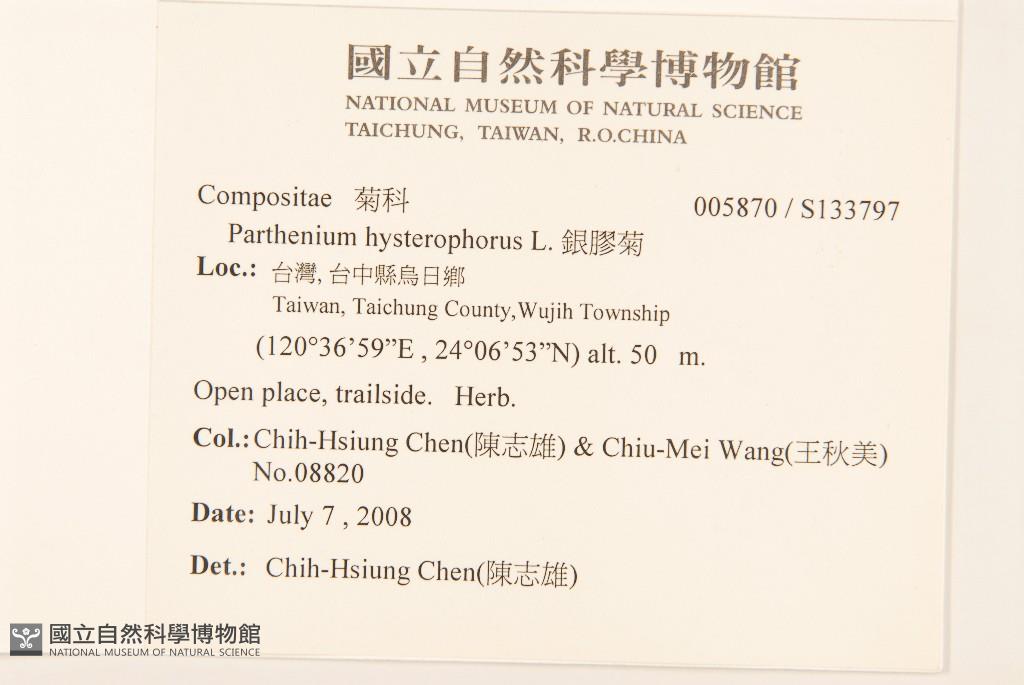 國立自然科學博物館
NATIONAL MUSEUM OF NATURAL SCIENCE
TAICHUNG, TAIWAN, R.O.CHINA
Compositae 菊科 005870 / S133797
Parthenium hysterophorus L. 銀膠菊
Loc.: 台灣, 台中縣烏日鄉
Taiwan, Taichung County,Wujih Township
(120°36’59”E , 24°06’53”N) alt. 50 m.
Open place, trailside. Herb.
Col.: Chih-Hsiung Chen(陳志雄) & Chiu-Mei Wang(王秋美)
No.08820
Date: July 7 , 2008
Det.: Chih-Hsiung Chen(陳志雄)
國立自然科學博物館
NATIONAL MUSEUM OF NATURAL SCIENCE